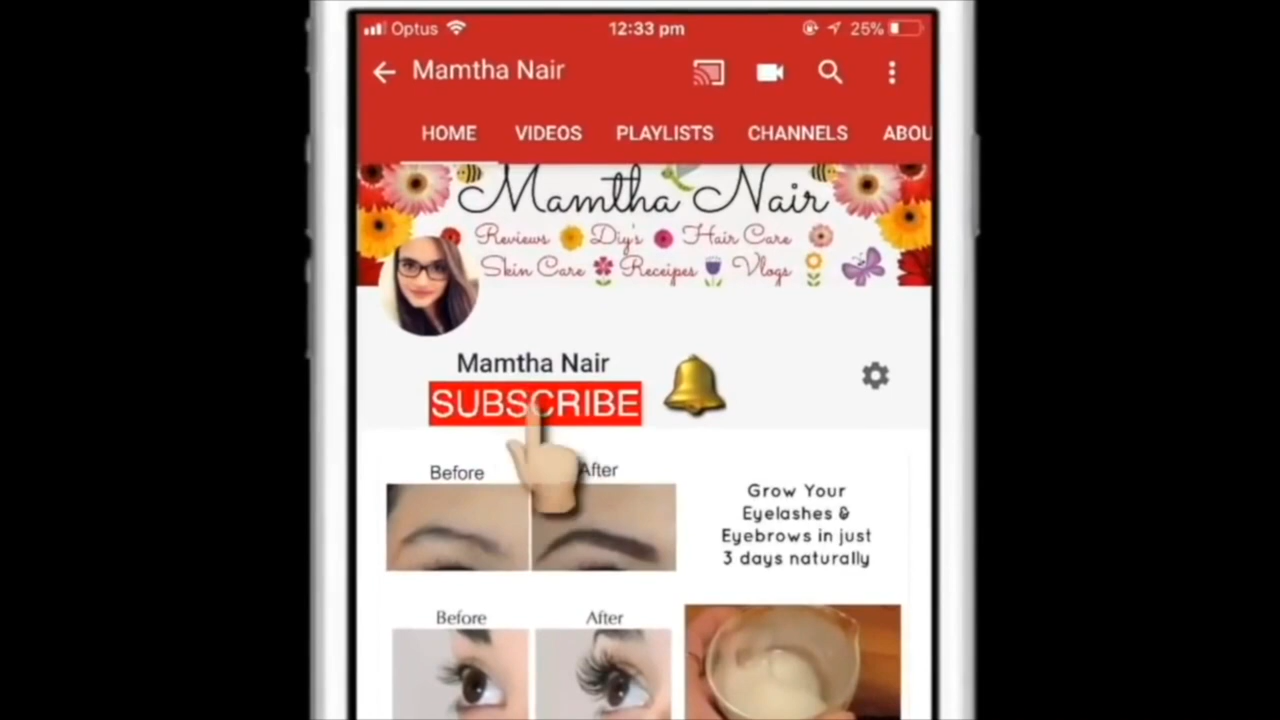 Optus 12:33 pm 25%
Mamtha Nair
HOME VIDEOS PLAYLISTS CHANNELS ABOU
Mamtha Nair
Reviews Diy's Hair Care
Skin Care Receipes Vlogs
Mamtha Nair
SUBSCRIBE
Before After
Grow Your
Eyelashes &
Eyebrows in just
3 days naturally
Before After